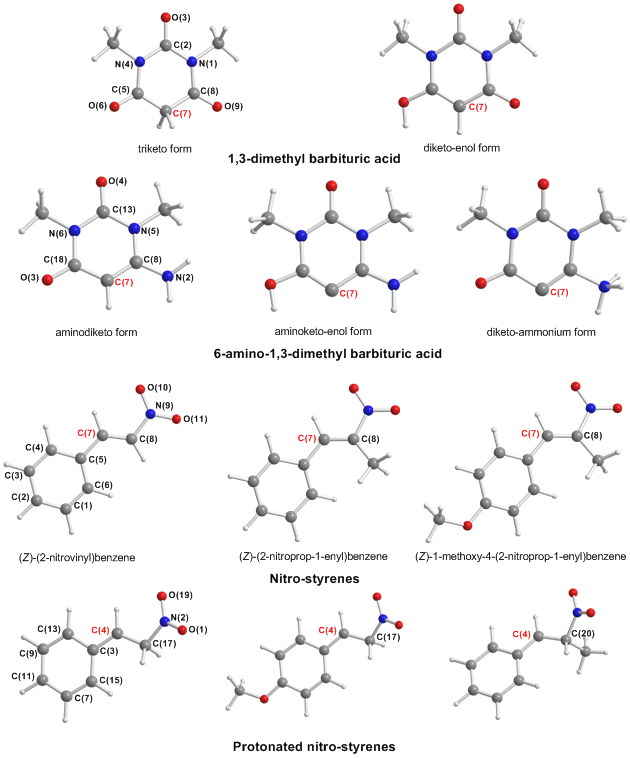 O(3)
C(2)
N(4) N(1)
C(5) C(8)
O(6) C(7) O(9) C(7)
triketo form diketo-enol form
1,3-dimethyl barbituric acid
O(4)
C(13)
N(6) N(5)
C(18) C(8)
O(3) C(7) N(2) C(7) C(7)
aminodiketo form aminoketo-enol form diketo-ammonium form
6-amino-1,3-dimethyl barbituric acid
O(10)
N(9)
O(11)
C(7) C(8) C(7) C(8) C(7) C(8)
C(4) C(5)
C(3) C(6)
C(2) C(1)
(Z)-(2-nitrovinyl)benzene (Z)-(2-nitroprop-1-enyl)benzene (Z)-1-methoxy-4-(2-nitroprop-1-enyl)benzene
Nitro-styrenes
O(19)
N(2)
O(1)
C(13) C(4) C(17) C(4) C(17) C(4) C(20)
C(9) C(3)
C(11) C(15)
C(7)
Protonated nitro-styrenes